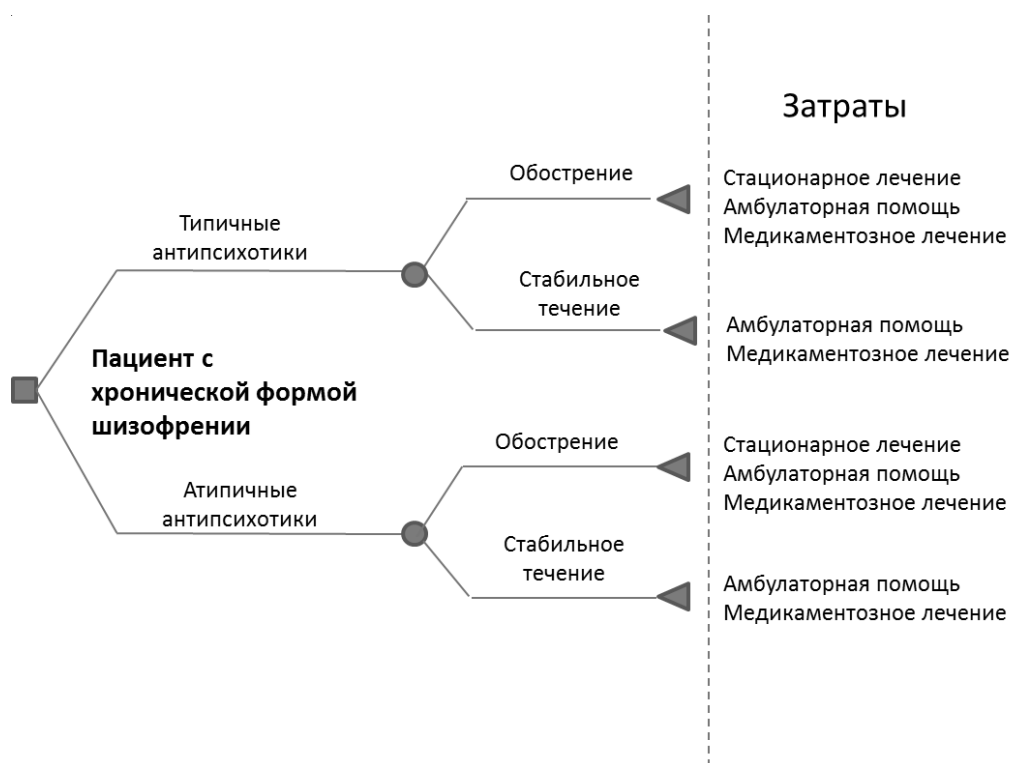 Затраты
Обострение
Стационарное лечение
Амбулаторная помощь
Медикаментозное лечение
Типичные
антипсихотики
Стабильное
течение
Амбулаторная помощь
Медикаментозное лечение
Пациент с
хронической формой
шизофрении
Обострение
Стационарное лечение
Амбулаторная помощь
Медикаментозное лечение
Атипичные
антипсихотики
Стабильное
течение
Амбулаторная помощь
Медикаментозное лечение